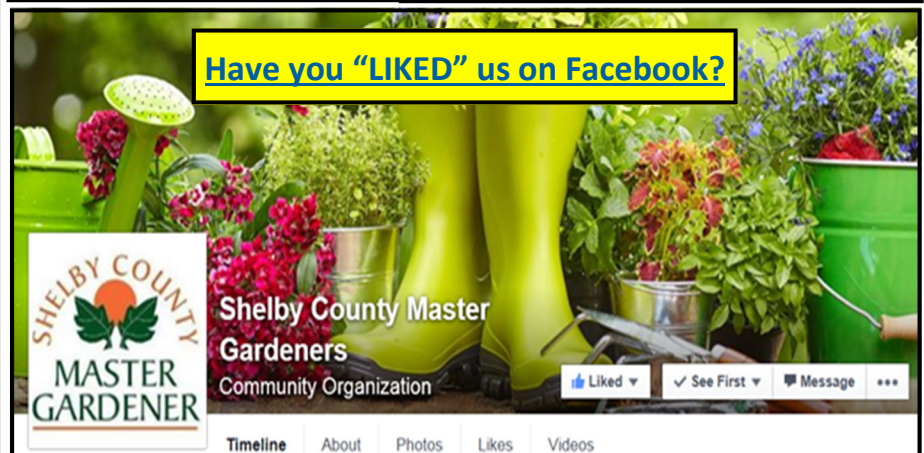 Have you “LIKED” us on Facebook?
SHELBY COUNTY
MASTER
GARDENER
Shelby County Master
Gardeners
Community Organization
Liked
See First
Message
Timeline About Photos Likes Videos